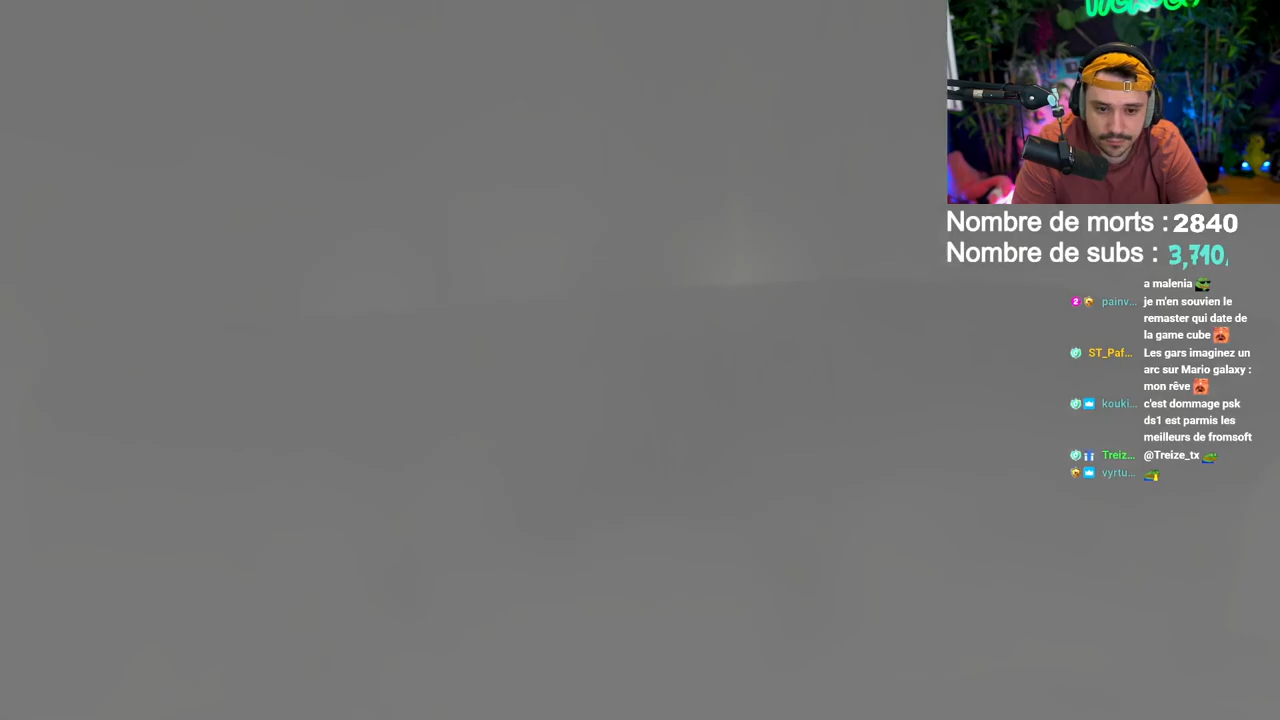 Nombre de morts : 2840
Nombre de subs : 3,710
a malenia
2 painv... je m'en souvien le
remaster qui date de
la game cube
ST_Paf... Les gars imaginez un
arc sur Mario galaxy :
mon rêve
kouki... c'est dommage psk
ds1 est parmis les
meilleurs de fromsoft
Treiz... @Treize_tx
vyrtu...